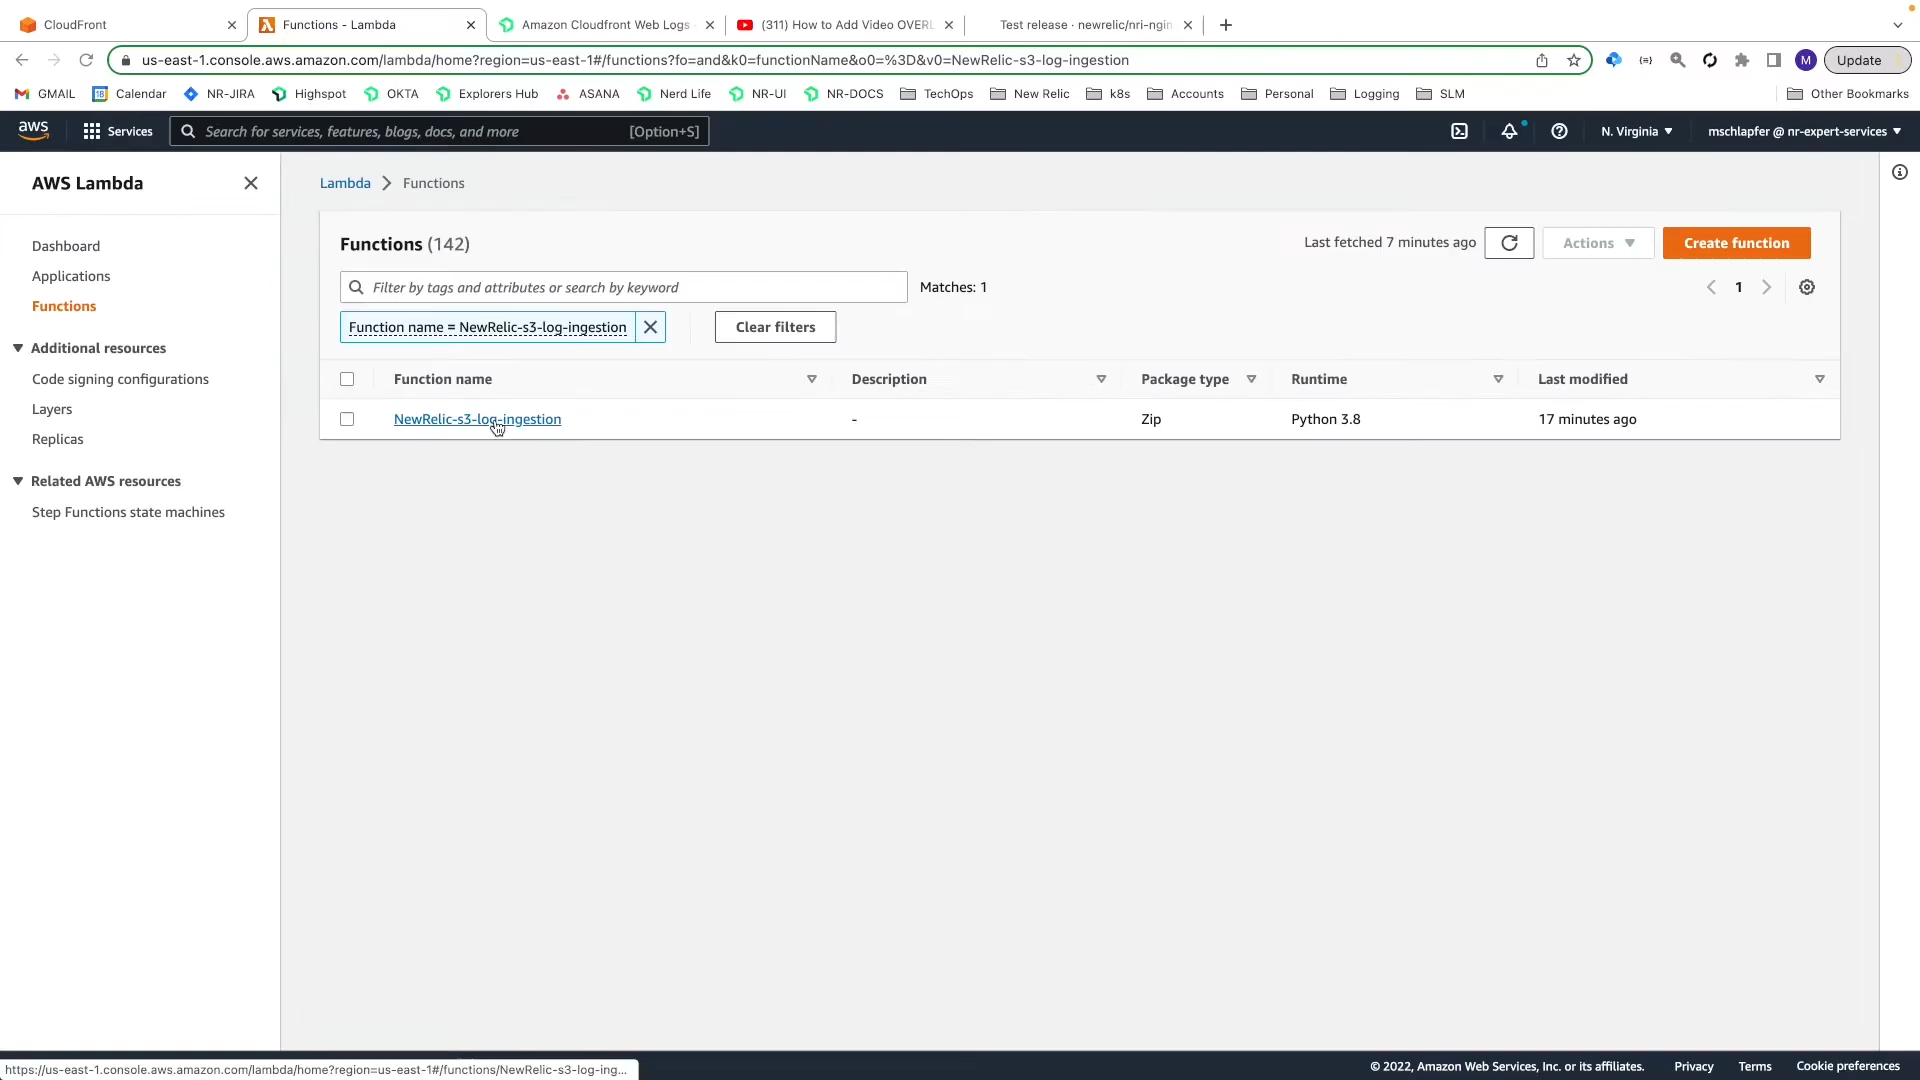 CloudFront
Functions - Lambda
Amazon Cloudfront Web Logs
(311) How to Add Video OVERL
Test release · newrelic/nri-ngin
us-east-1.console.aws.amazon.com/lambda/home?region=us-east-1#/functions?fo=and&k0=functionName&o0=%3D&v0=NewRelic-s3-log-ingestion
M
Update
GMAIL
Calendar
NR-JIRA
Highspot
OKTA
Explorers Hub
ASANA
Nerd Life
NR-UI
NR-DOCS
TechOps
New Relic
k8s
Accounts
Personal
Logging
SLM
Other Bookmarks
aws
Services
Search for services, features, blogs, docs, and more
[Option+S]
N. Virginia
mschlapfer @ nr-expert-services
AWS Lambda
Dashboard
Applications
Functions
Additional resources
Code signing configurations
Layers
Replicas
Related AWS resources
Step Functions state machines
Lambda > Functions
Functions (142)
Last fetched 7 minutes ago
Actions
Create function
Filter by tags and attributes or search by keyword
Matches: 1
1
Function name = NewRelic-s3-log-ingestion
Clear filters
Function name
Description
Package type
Runtime
Last modified
NewRelic-s3-log-ingestion
-
Zip
Python 3.8
17 minutes ago
https://us-east-1.console.aws.amazon.com/lambda/home?region=us-east-1#/functions/NewRelic-s3-log-ing...
© 2022, Amazon Web Services, Inc. or its affiliates.
Privacy
Terms
Cookie preferences